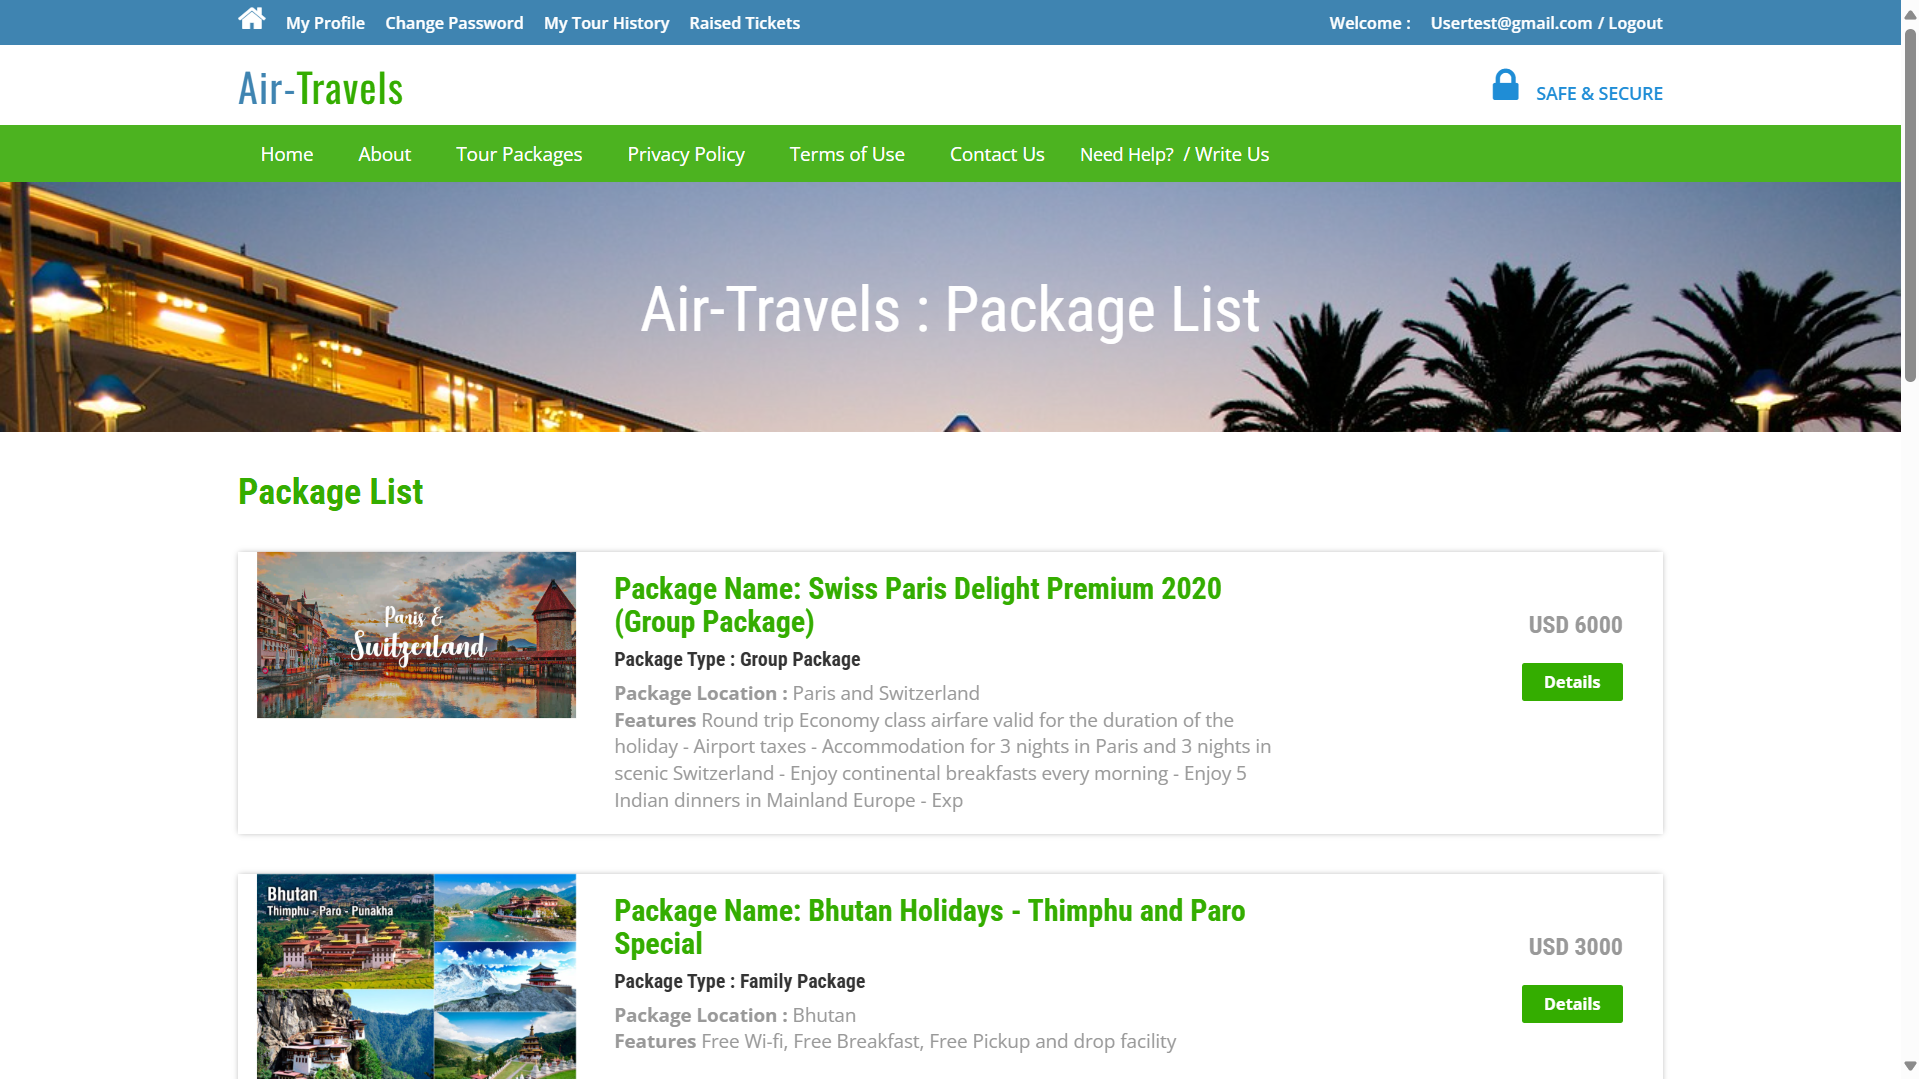 My Profile Change Password My Tour History Raised Tickets Welcome : Usertest@gmail.com / Logout
Air-Travels
SAFE & SECURE
Home About Tour Packages Privacy Policy Terms of Use Contact Us Need Help? / Write Us
Air-Travels : Package List
Package List
Paris &
Switzerland
Package Name: Swiss Paris Delight Premium 2020
(Group Package)
Package Type : Group Package
Package Location : Paris and Switzerland
Features Round trip Economy class airfare valid for the duration of the
holiday - Airport taxes - Accommodation for 3 nights in Paris and 3 nights in
scenic Switzerland - Enjoy continental breakfasts every morning - Enjoy 5
Indian dinners in Mainland Europe - Exp
USD 6000
Details
Bhutan
Thimphu - Paro - Punakha
Package Name: Bhutan Holidays - Thimphu and Paro
Special
Package Type : Family Package
Package Location : Bhutan
Features Free Wi-fi, Free Breakfast, Free Pickup and drop facility
USD 3000
Details